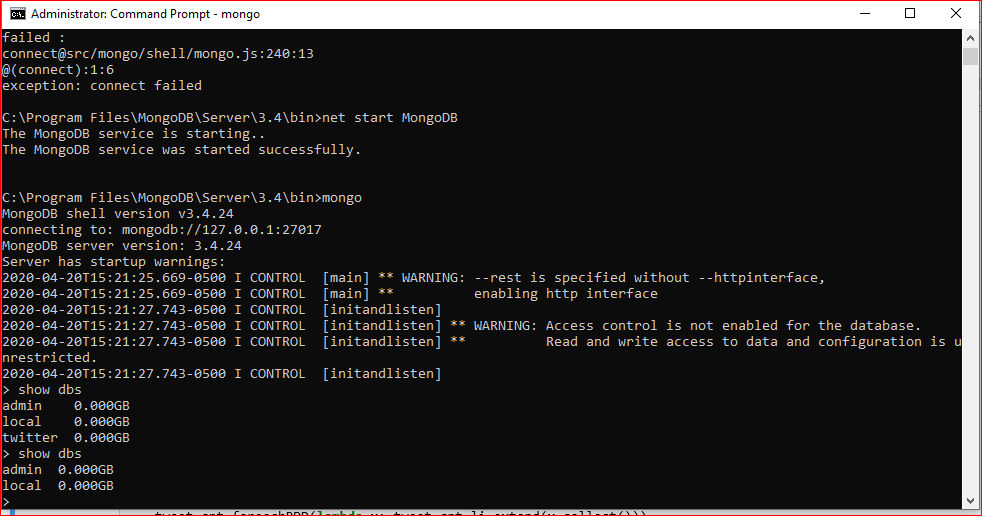 Administrator: Command Prompt - mongo
failed :
connect@src/mongo/shell/mongo.js:240:13
@(connect):1:6
exception: connect failed
C:\Program Files\MongoDB\Server\3.4\bin>net start MongoDB
The MongoDB service is starting..
The MongoDB service was started successfully.
C:\Program Files\MongoDB\Server\3.4\bin>mongo
MongoDB shell version v3.4.24
connecting to: mongodb://127.0.0.1:27017
MongoDB server version: 3.4.24
Server has startup warnings:
2020-04-20T15:21:25.669-0500 I CONTROL  [main] ** WARNING: --rest is specified without --httpinterface,
2020-04-20T15:21:25.669-0500 I CONTROL  [main] **          enabling http interface
2020-04-20T15:21:27.743-0500 I CONTROL  [initandlisten]
2020-04-20T15:21:27.743-0500 I CONTROL  [initandlisten] ** WARNING: Access control is not enabled for the database.
2020-04-20T15:21:27.743-0500 I CONTROL  [initandlisten] **          Read and write access to data and configuration is u
nrestricted.
2020-04-20T15:21:27.743-0500 I CONTROL  [initandlisten]
> show dbs
admin    0.000GB
local    0.000GB
twitter  0.000GB
> show dbs
admin  0.000GB
local  0.000GB
>